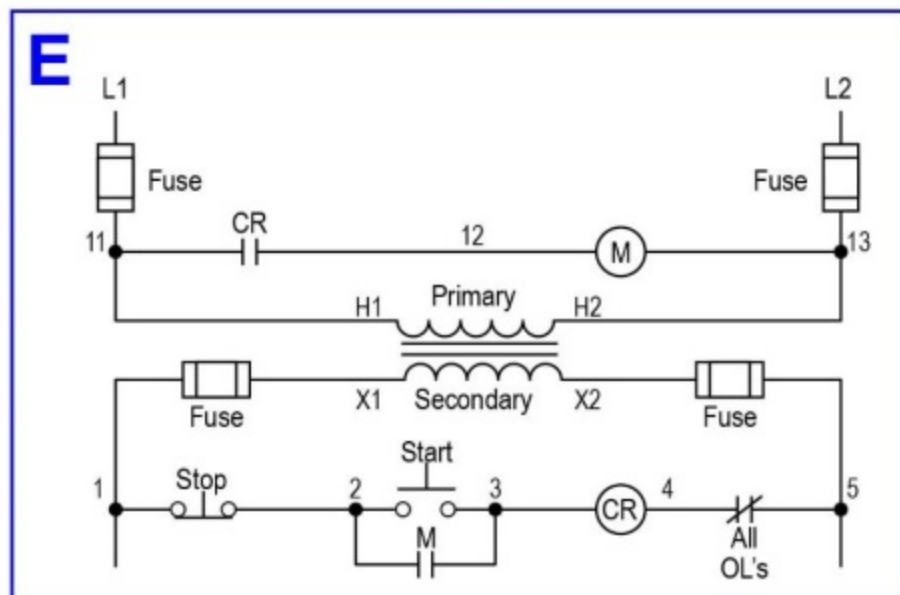 E
L1 L2
Fuse Fuse
CR
11 12 M 13
Primary
H1 H2
X1 Secondary X2
Fuse Fuse
Start
Stop
1 2 3 CR 4 5
M
All
OL's